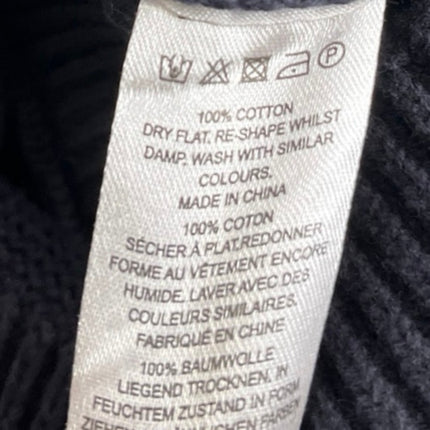 P
100% COTTON
DRY FLAT. RE-SHAPE WHILST
DAMP. WASH WITH SIMILAR
COLOURS.
MADE IN CHINA
100% COTON
SÉCHER À PLAT.REDONNER
FORME AU VÊTEMENT ENCORE
HUMIDE. LAVER AVEC DES
COULEURS SIMILAIRES.
FABRIQUÉ EN CHINE
100% BAUMWOLLE
LIEGEND TROCKNEN, IN
FEUCHTEM ZUSTAND IN FORM
ZIEHEN